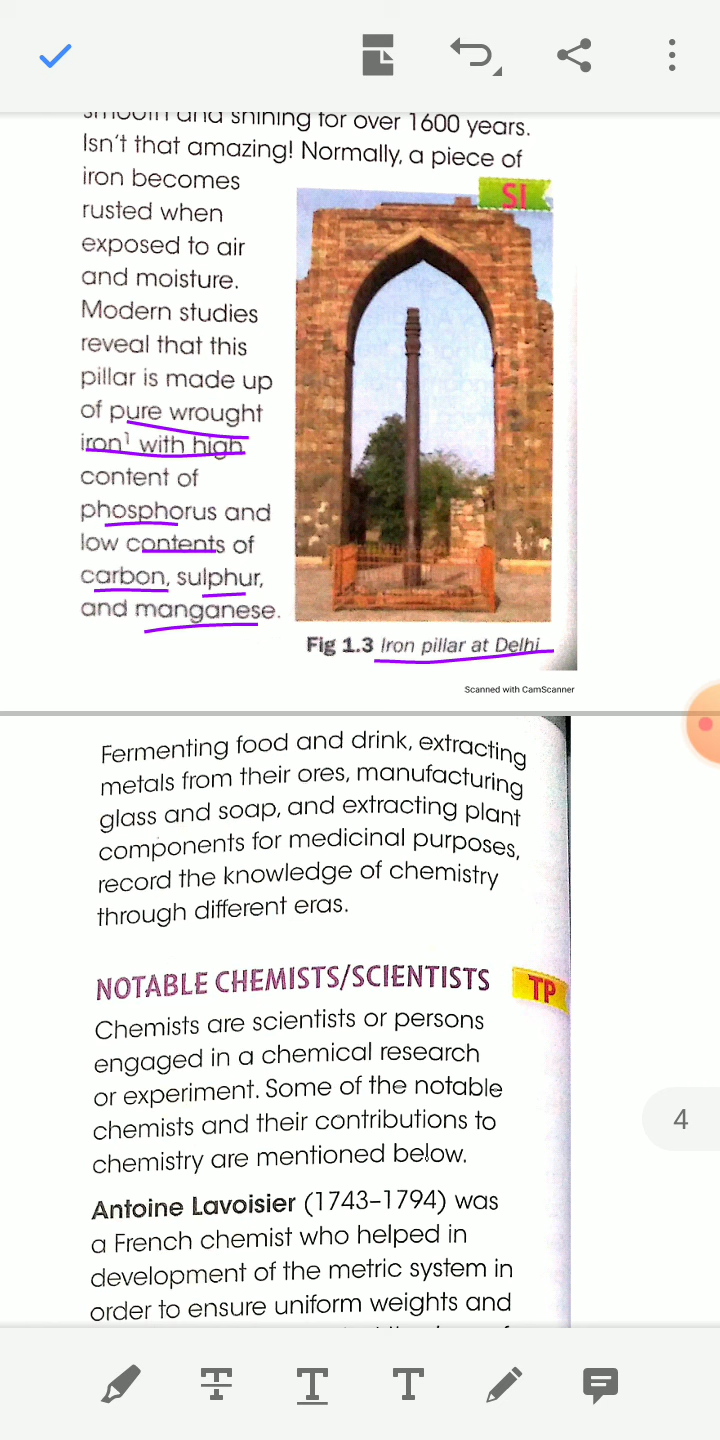 smooth and shining for over 1600 years.
Isn't that amazing! Normally, a piece of
iron becomes
rusted when
exposed to air
and moisture.
Modern studies
reveal that this
pillar is made up
of pure wrought
iron¹ with high
content of
phosphorus and
low contents of
carbon, sulphur,
and manganese.
SI
Fig 1.3 Iron pillar at Delhi
Scanned with CamScanner
Fermenting food and drink, extracting
metals from their ores, manufacturing
glass and soap, and extracting plant
components for medicinal purposes,
record the knowledge of chemistry
through different eras.
NOTABLE CHEMISTS/SCIENTISTS
TP
Chemists are scientists or persons
engaged in a chemical research
or experiment. Some of the notable
chemists and their contributions to
chemistry are mentioned below.
4
Antoine Lavoisier (1743–1794) was
a French chemist who helped in
development of the metric system in
order to ensure uniform weights and
T
T
T